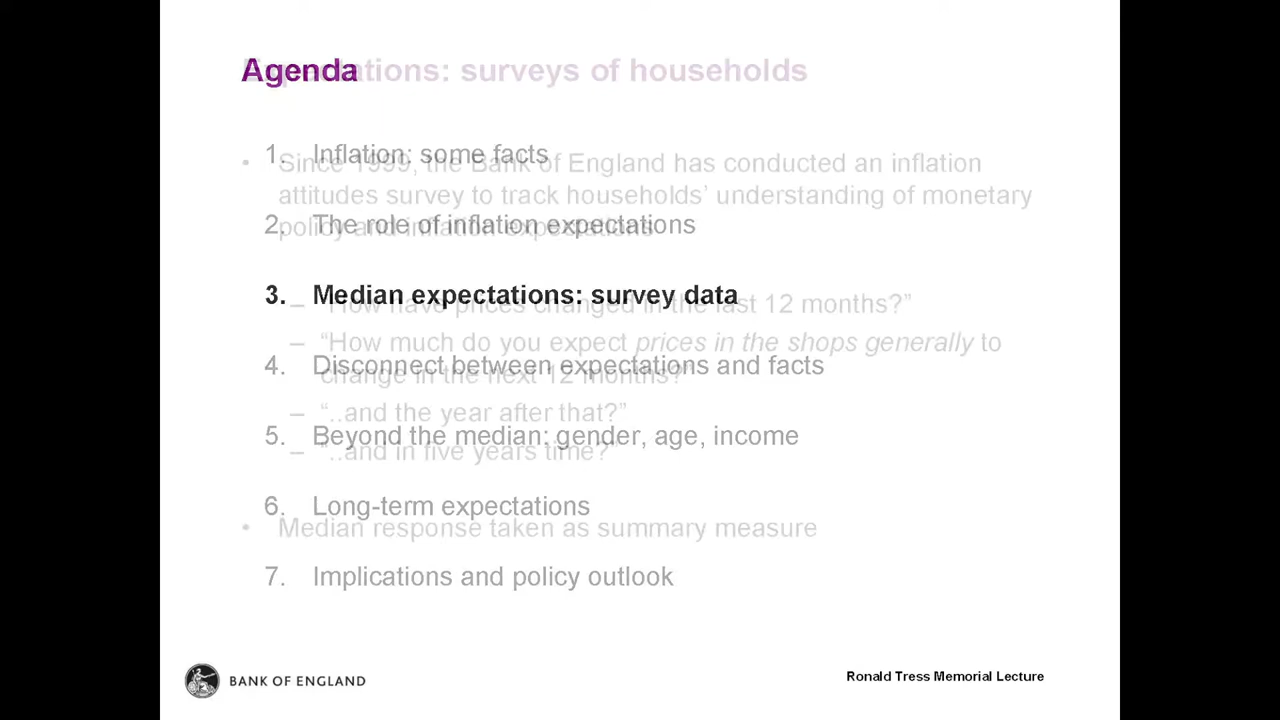 Agenda
1. Inflation: some facts
2. The role of inflation expectations
3. Median expectations: survey data
4. Disconnect between expectations and facts
5. Beyond the median: gender, age, income
6. Long-term expectations
7. Implications and policy outlook
Expectations: surveys of households
• Since 1999, the Bank of England has conducted an inflation
attitudes survey to track households’ understanding of monetary
policy and inflation expectations
– “How have prices changed in the last 12 months?”
– “How much do you expect prices in the shops generally to
change in the next 12 months?”
– “..and the year after that?”
– “..and in five years time?”
• Median response taken as summary measure
BANK OF ENGLAND
Ronald Tress Memorial Lecture